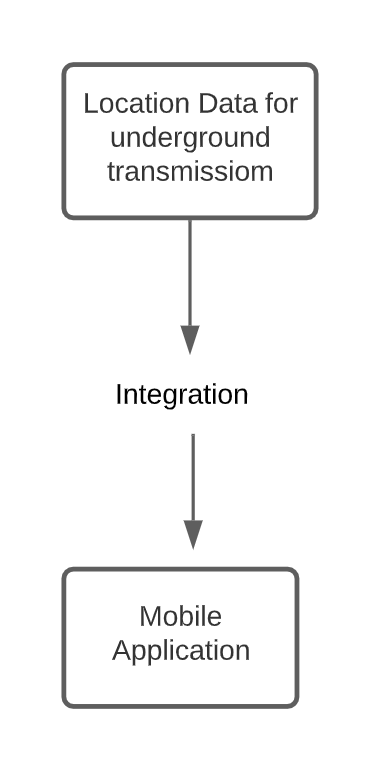 Location Data for
underground
transmissiom
Integration
Mobile
Application